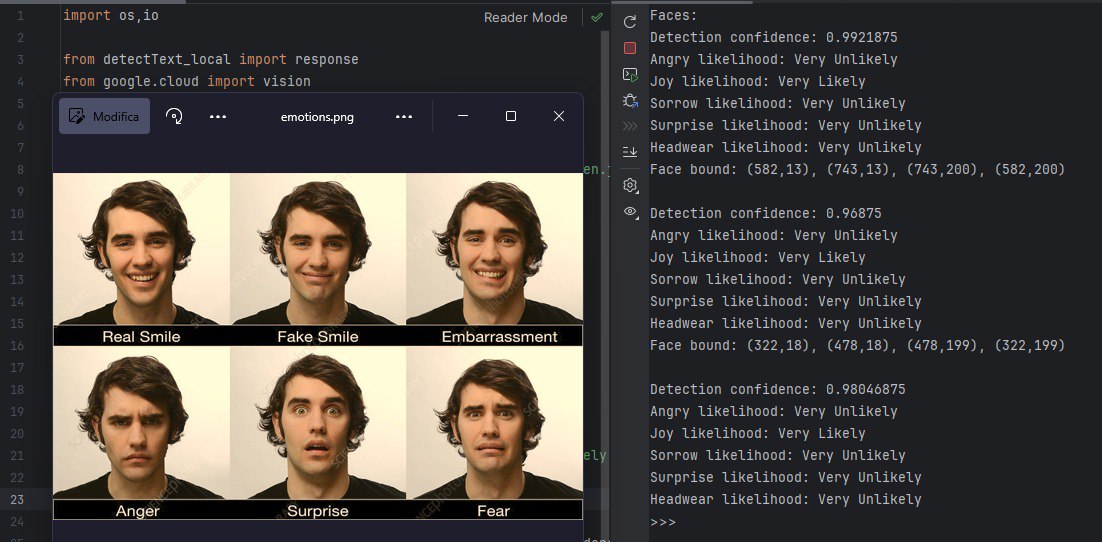 1 import os,io
2
3 from detectText_local import response
4 from google.cloud import vision
5
6
7
8
9
10
11
12
13
14
15
16
17
18
19
20
21
22
23
24
Reader Mode
Modifica
emotions.png
en.
ely
Real Smile
Fake Smile
Embarrassment
Anger
Surprise
Fear
Faces:
Detection confidence: 0.9921875
Angry likelihood: Very Unlikely
Joy likelihood: Very Likely
Sorrow likelihood: Very Unlikely
Surprise likelihood: Very Unlikely
Headwear likelihood: Very Unlikely
Face bound: (582,13), (743,13), (743,200), (582,200)
Detection confidence: 0.96875
Angry likelihood: Very Unlikely
Joy likelihood: Very Likely
Sorrow likelihood: Very Unlikely
Surprise likelihood: Very Unlikely
Headwear likelihood: Very Unlikely
Face bound: (322,18), (478,18), (478,199), (322,199)
Detection confidence: 0.98046875
Angry likelihood: Very Unlikely
Joy likelihood: Very Likely
Sorrow likelihood: Very Unlikely
Surprise likelihood: Very Unlikely
Headwear likelihood: Very Unlikely
>>>